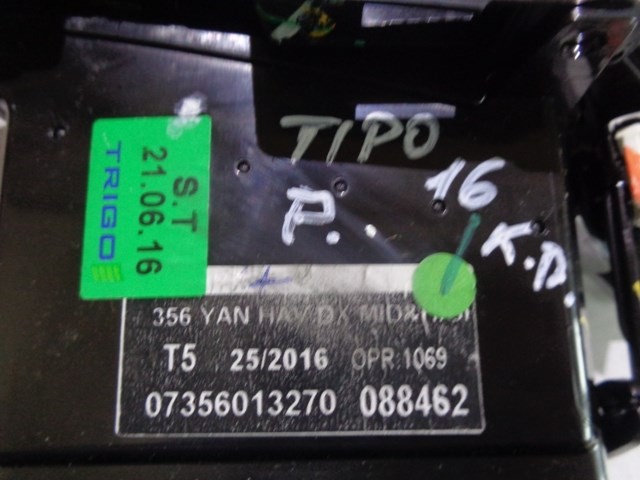 TIPO
16
P..
K.D.
S.T
21.06.16
TRIGO
356 YAN HAV DX MID&
T5 25/2016 OPR 1069
07356013270 088462